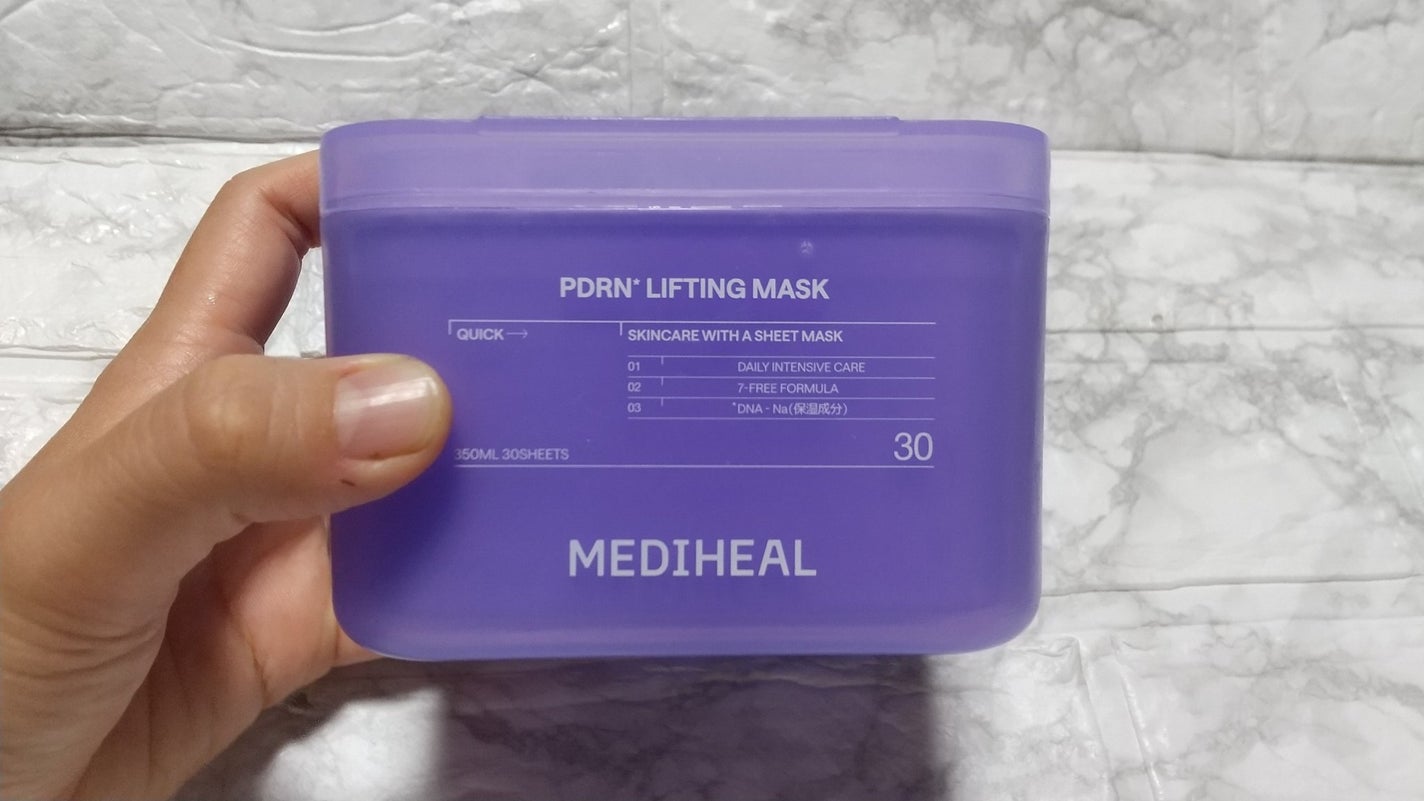 PDRN* LIFTING MASK
QUICK→
SKINCARE WITH A SHEET MASK
01 DAILY INTENSIVE CARE
02 7-FREE FORMULA
03 *DNA - Na(保湿成分)
350ML 30SHEETS
30
MEDIHEAL